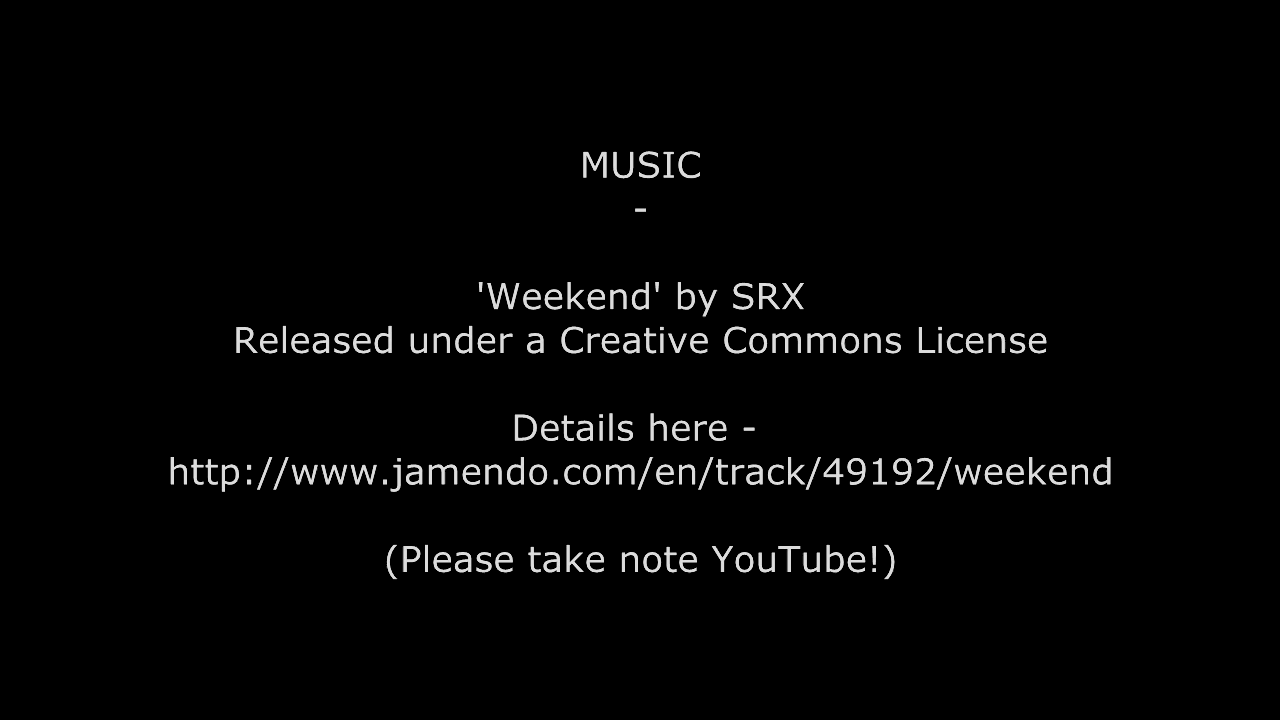 MUSIC
-
'Weekend' by SRX
Released under a Creative Commons License
Details here -
http://www.jamendo.com/en/track/49192/weekend
(Please take note YouTube!)